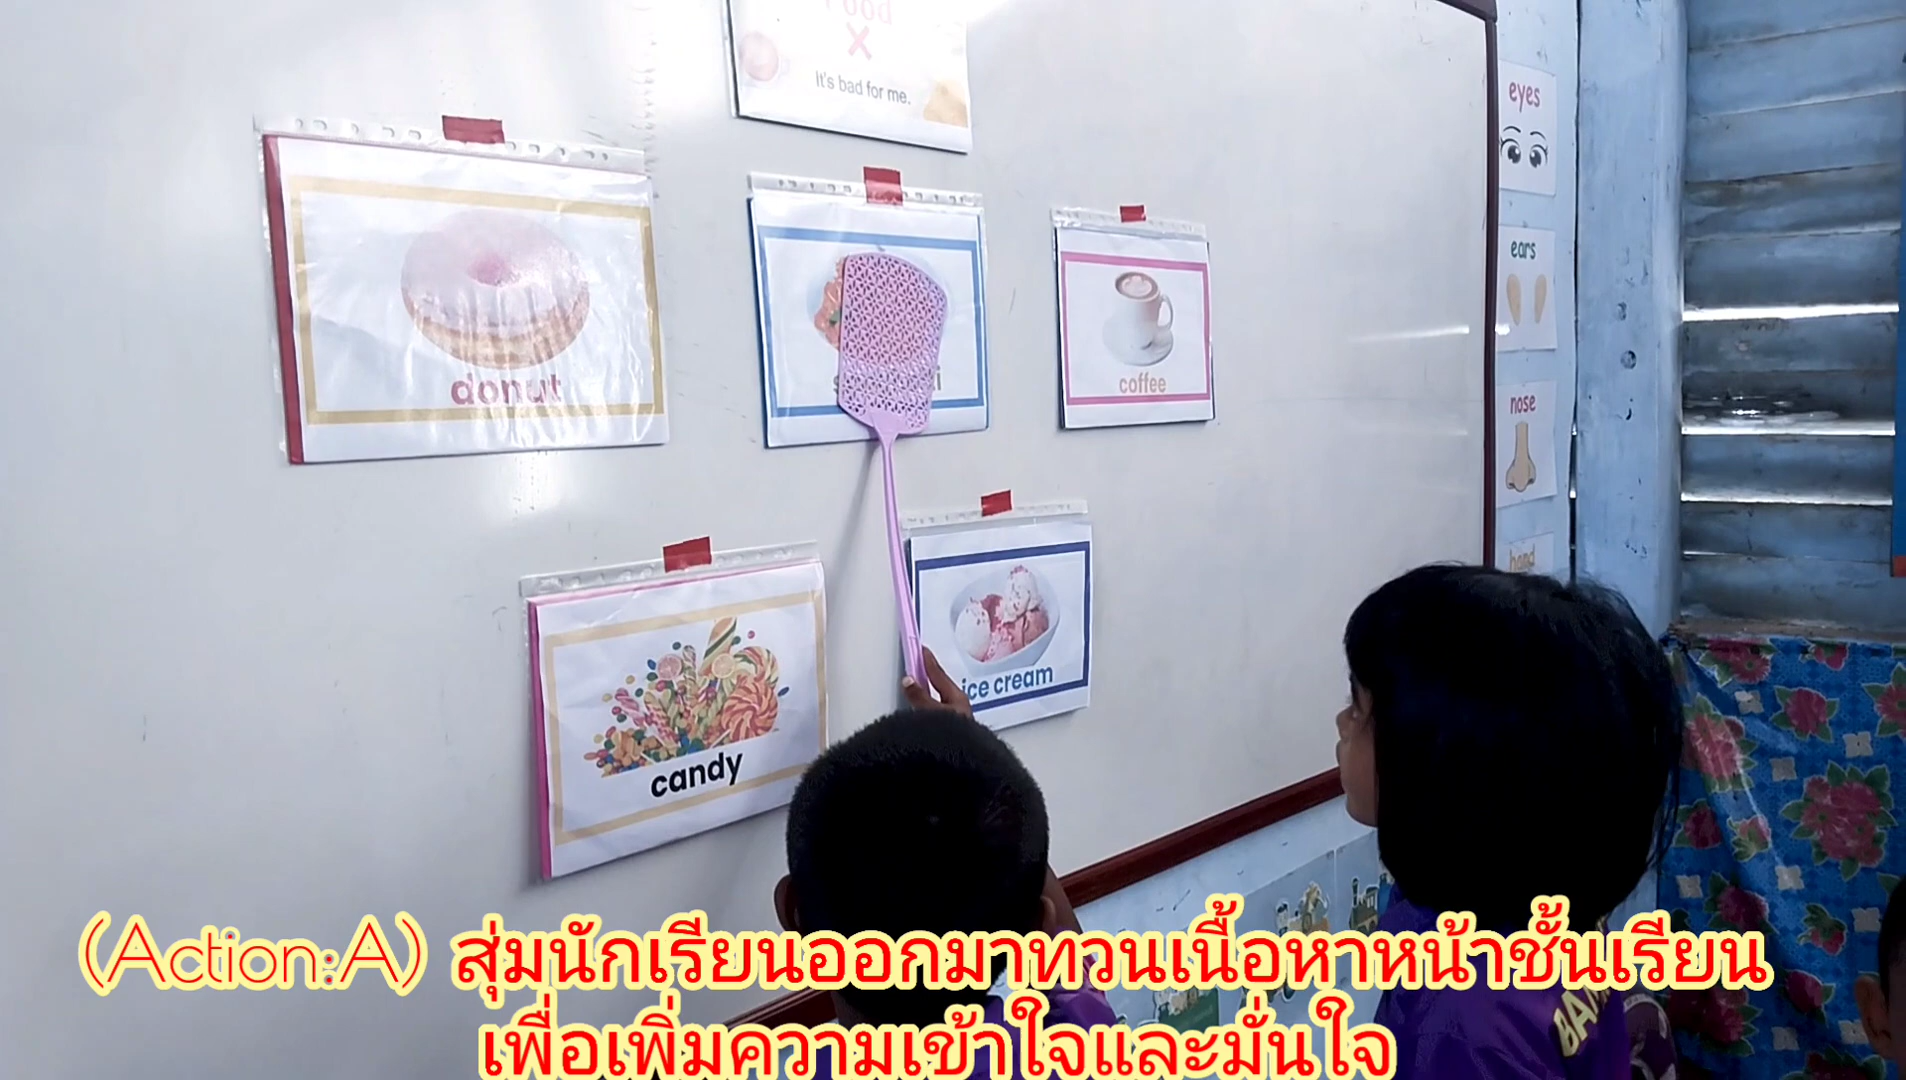 Food
It's bad for me.
eyes
donut
coffee
ears
nose
hand
ice cream
candy
(Action:A) สุ่มนักเรียนออกมาทวนเนื้อหาหน้าชั้นเรียน
เพื่อเพิ่มความเข้าใจและมั่นใจ